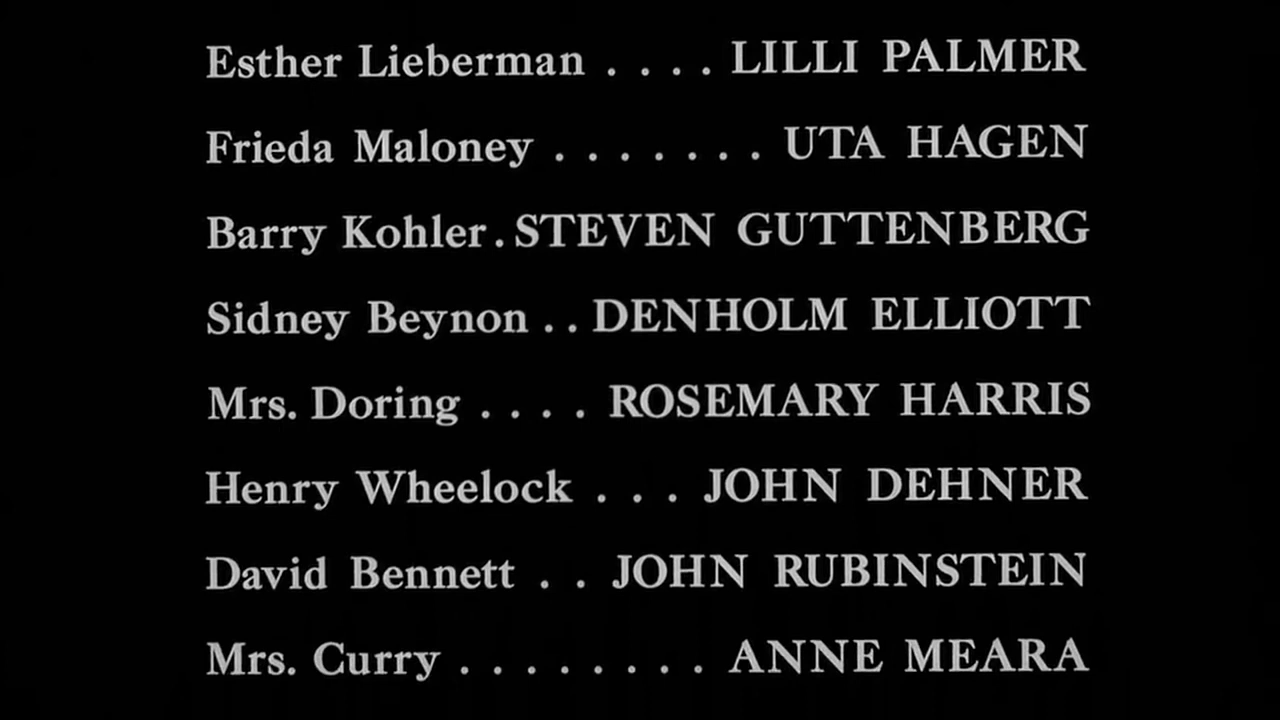 Esther Lieberman . . . . LILLI PALMER
Frieda Maloney . . . . . . . UTA HAGEN
Barry Kohler . STEVEN GUTTENBERG
Sidney Beynon . . DENHOLM ELLIOTT
Mrs. Doring . . . . ROSEMARY HARRIS
Henry Wheelock . . . JOHN DEHNER
David Bennett . . JOHN RUBINSTEIN
Mrs. Curry . . . . . . . . ANNE MEARA